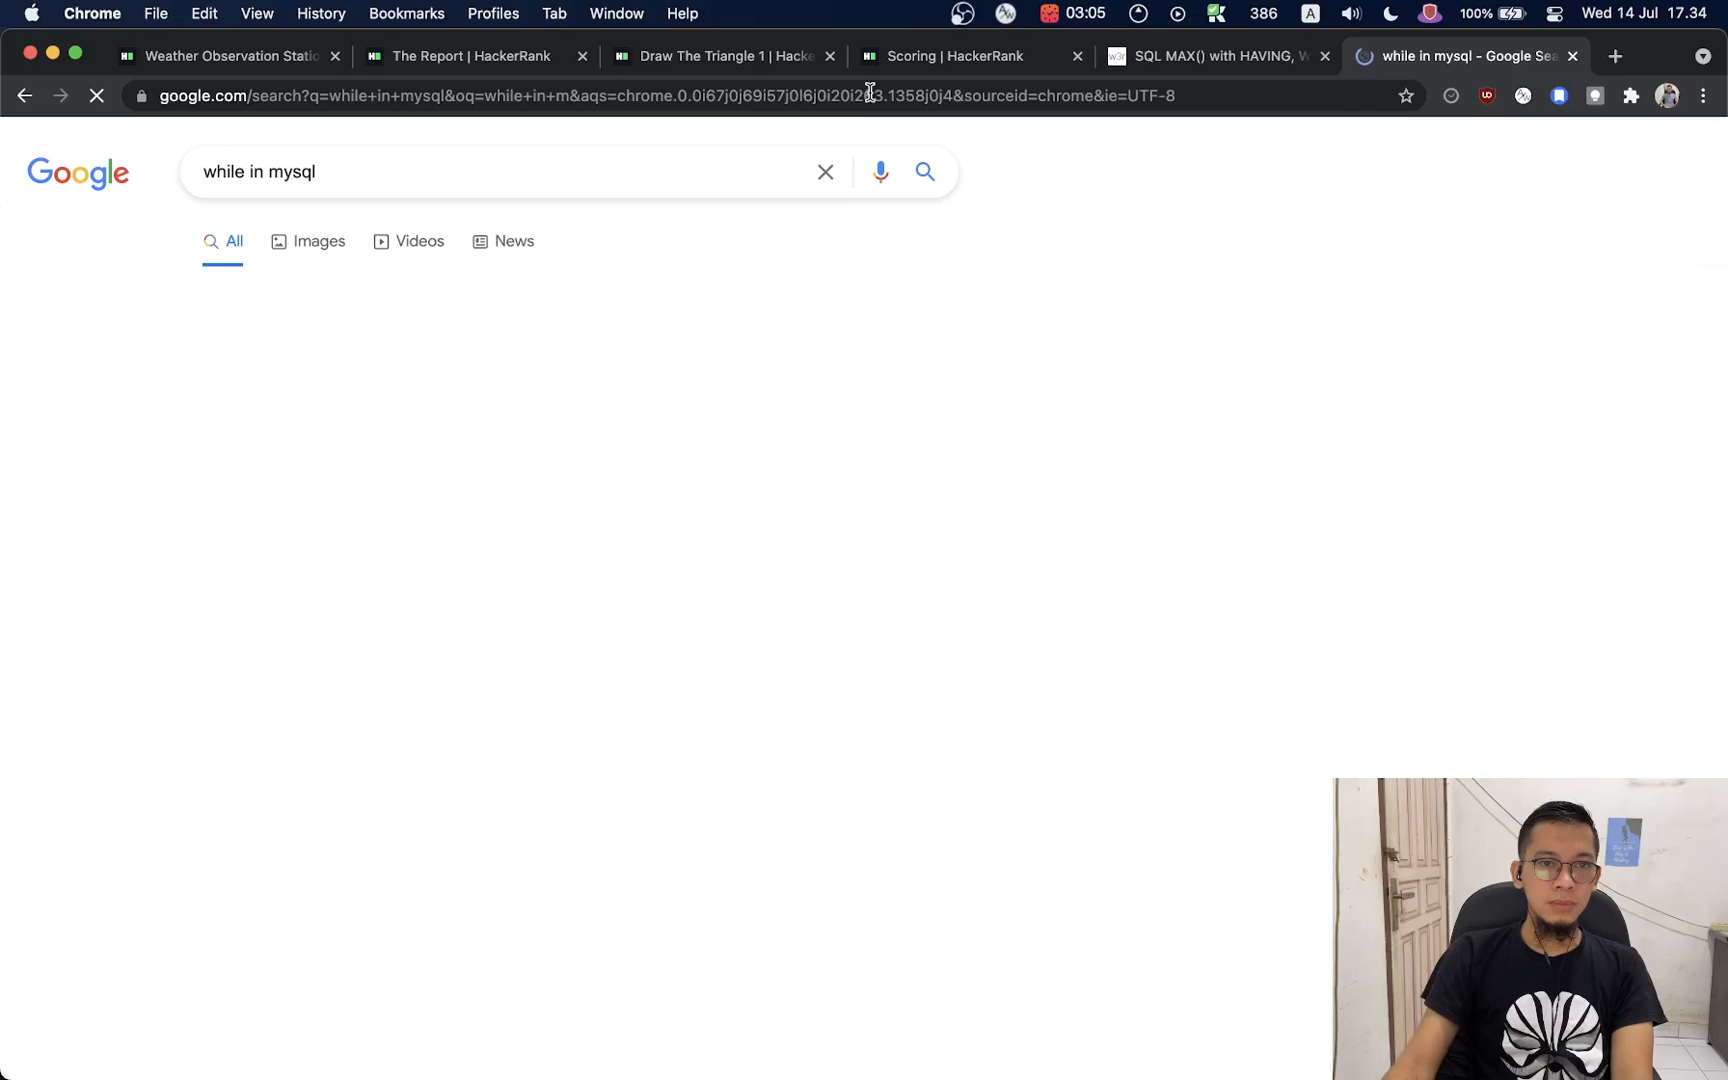 Chrome File Edit View History Bookmarks Profiles Tab Window Help 03:05 386 A 100% Wed 14 Jul 17.34
Weather Observation Statio
The Report | HackerRank
Draw The Triangle 1 | Hacke
Scoring | HackerRank
w3r SQL MAX() with HAVING, W
while in mysql - Google Sea
google.com/search?q=while+in+mysql&oq=while+in+m&aqs=chrome.0.0i67j0j69i57j0l6j0i20i263.1358j0j4&sourceid=chrome&ie=UTF-8
Google
while in mysql
All Images Videos News